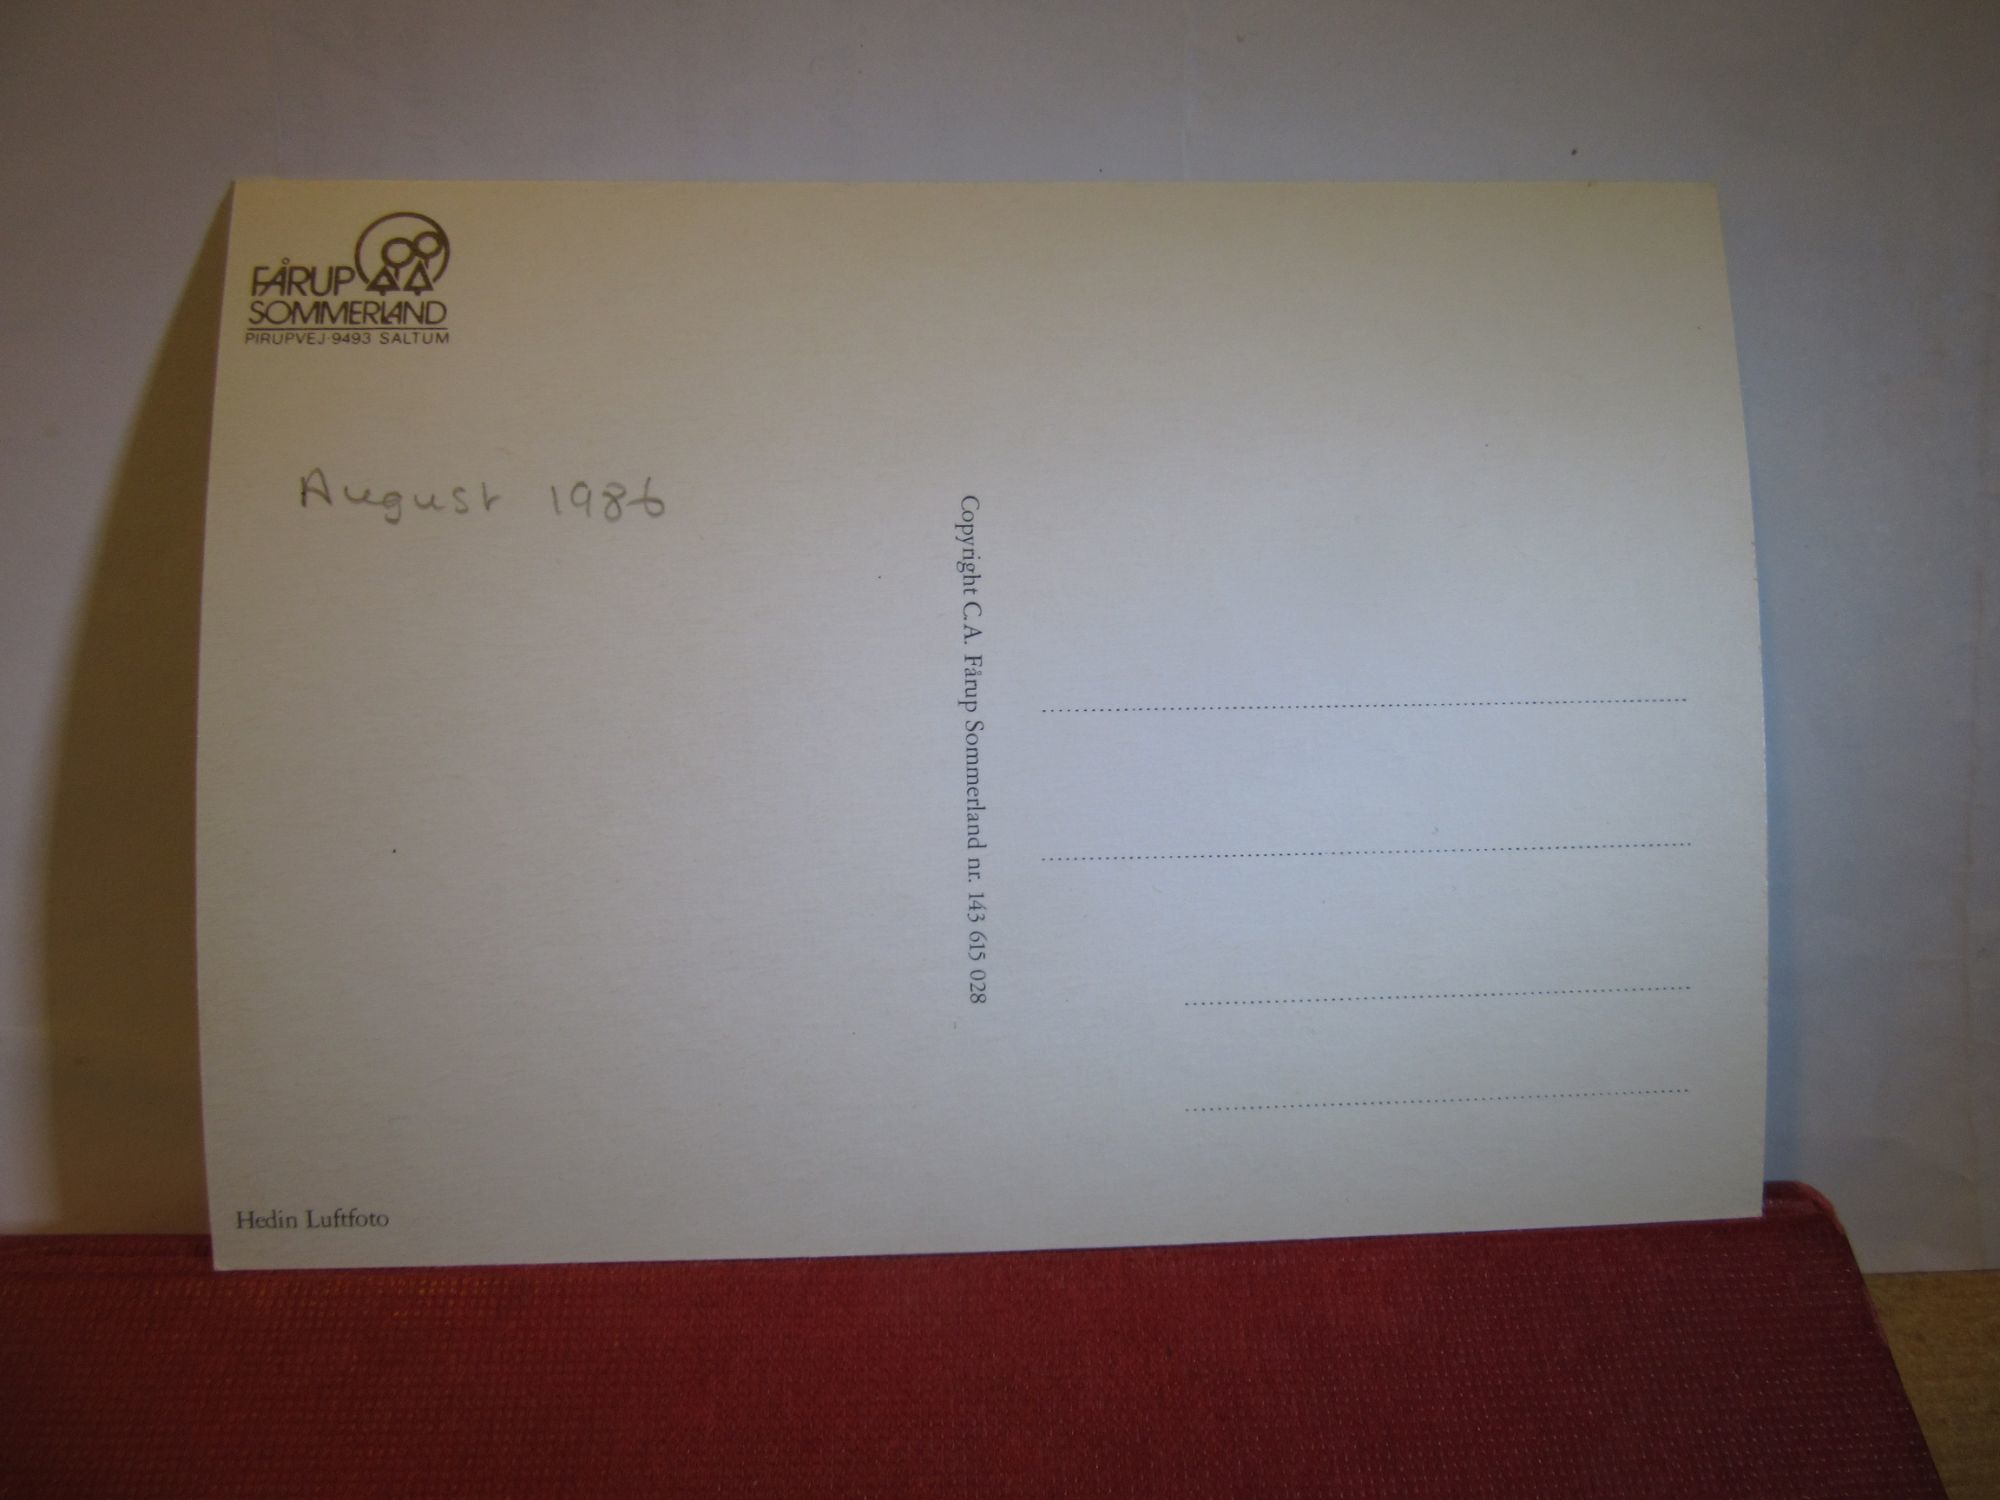 FÅRUP
SOMMERLAND
PIRUPVEJ·9493 SALTUM
August 1986
Copyright C.A. Fårup Sommerland nr. 143 615 028
Hedin Luftfoto